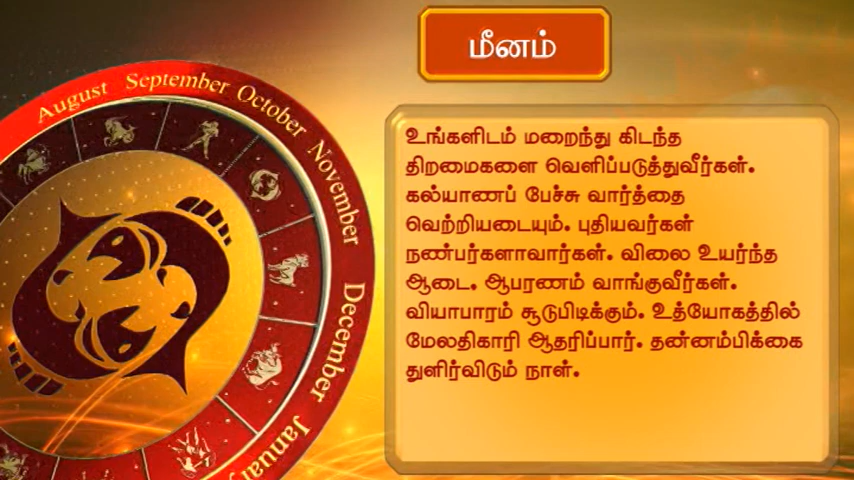 மீனம்
August September October November December January
உங்களிடம் மறைந்து கிடந்த
திறமைகளை வெளிப்படுத்துவீர்கள்.
கல்யாணப் பேச்சு வார்த்தை
வெற்றியடையும். புதியவர்கள்
நண்பர்களாவார்கள். விலை உயர்ந்த
ஆடை, ஆபரணம் வாங்குவீர்கள்.
வியாபாரம் சூடுபிடிக்கும். உத்யோகத்தில்
மேலதிகாரி ஆதரிப்பார். தன்னம்பிக்கை
துளிர்விடும் நாள்.